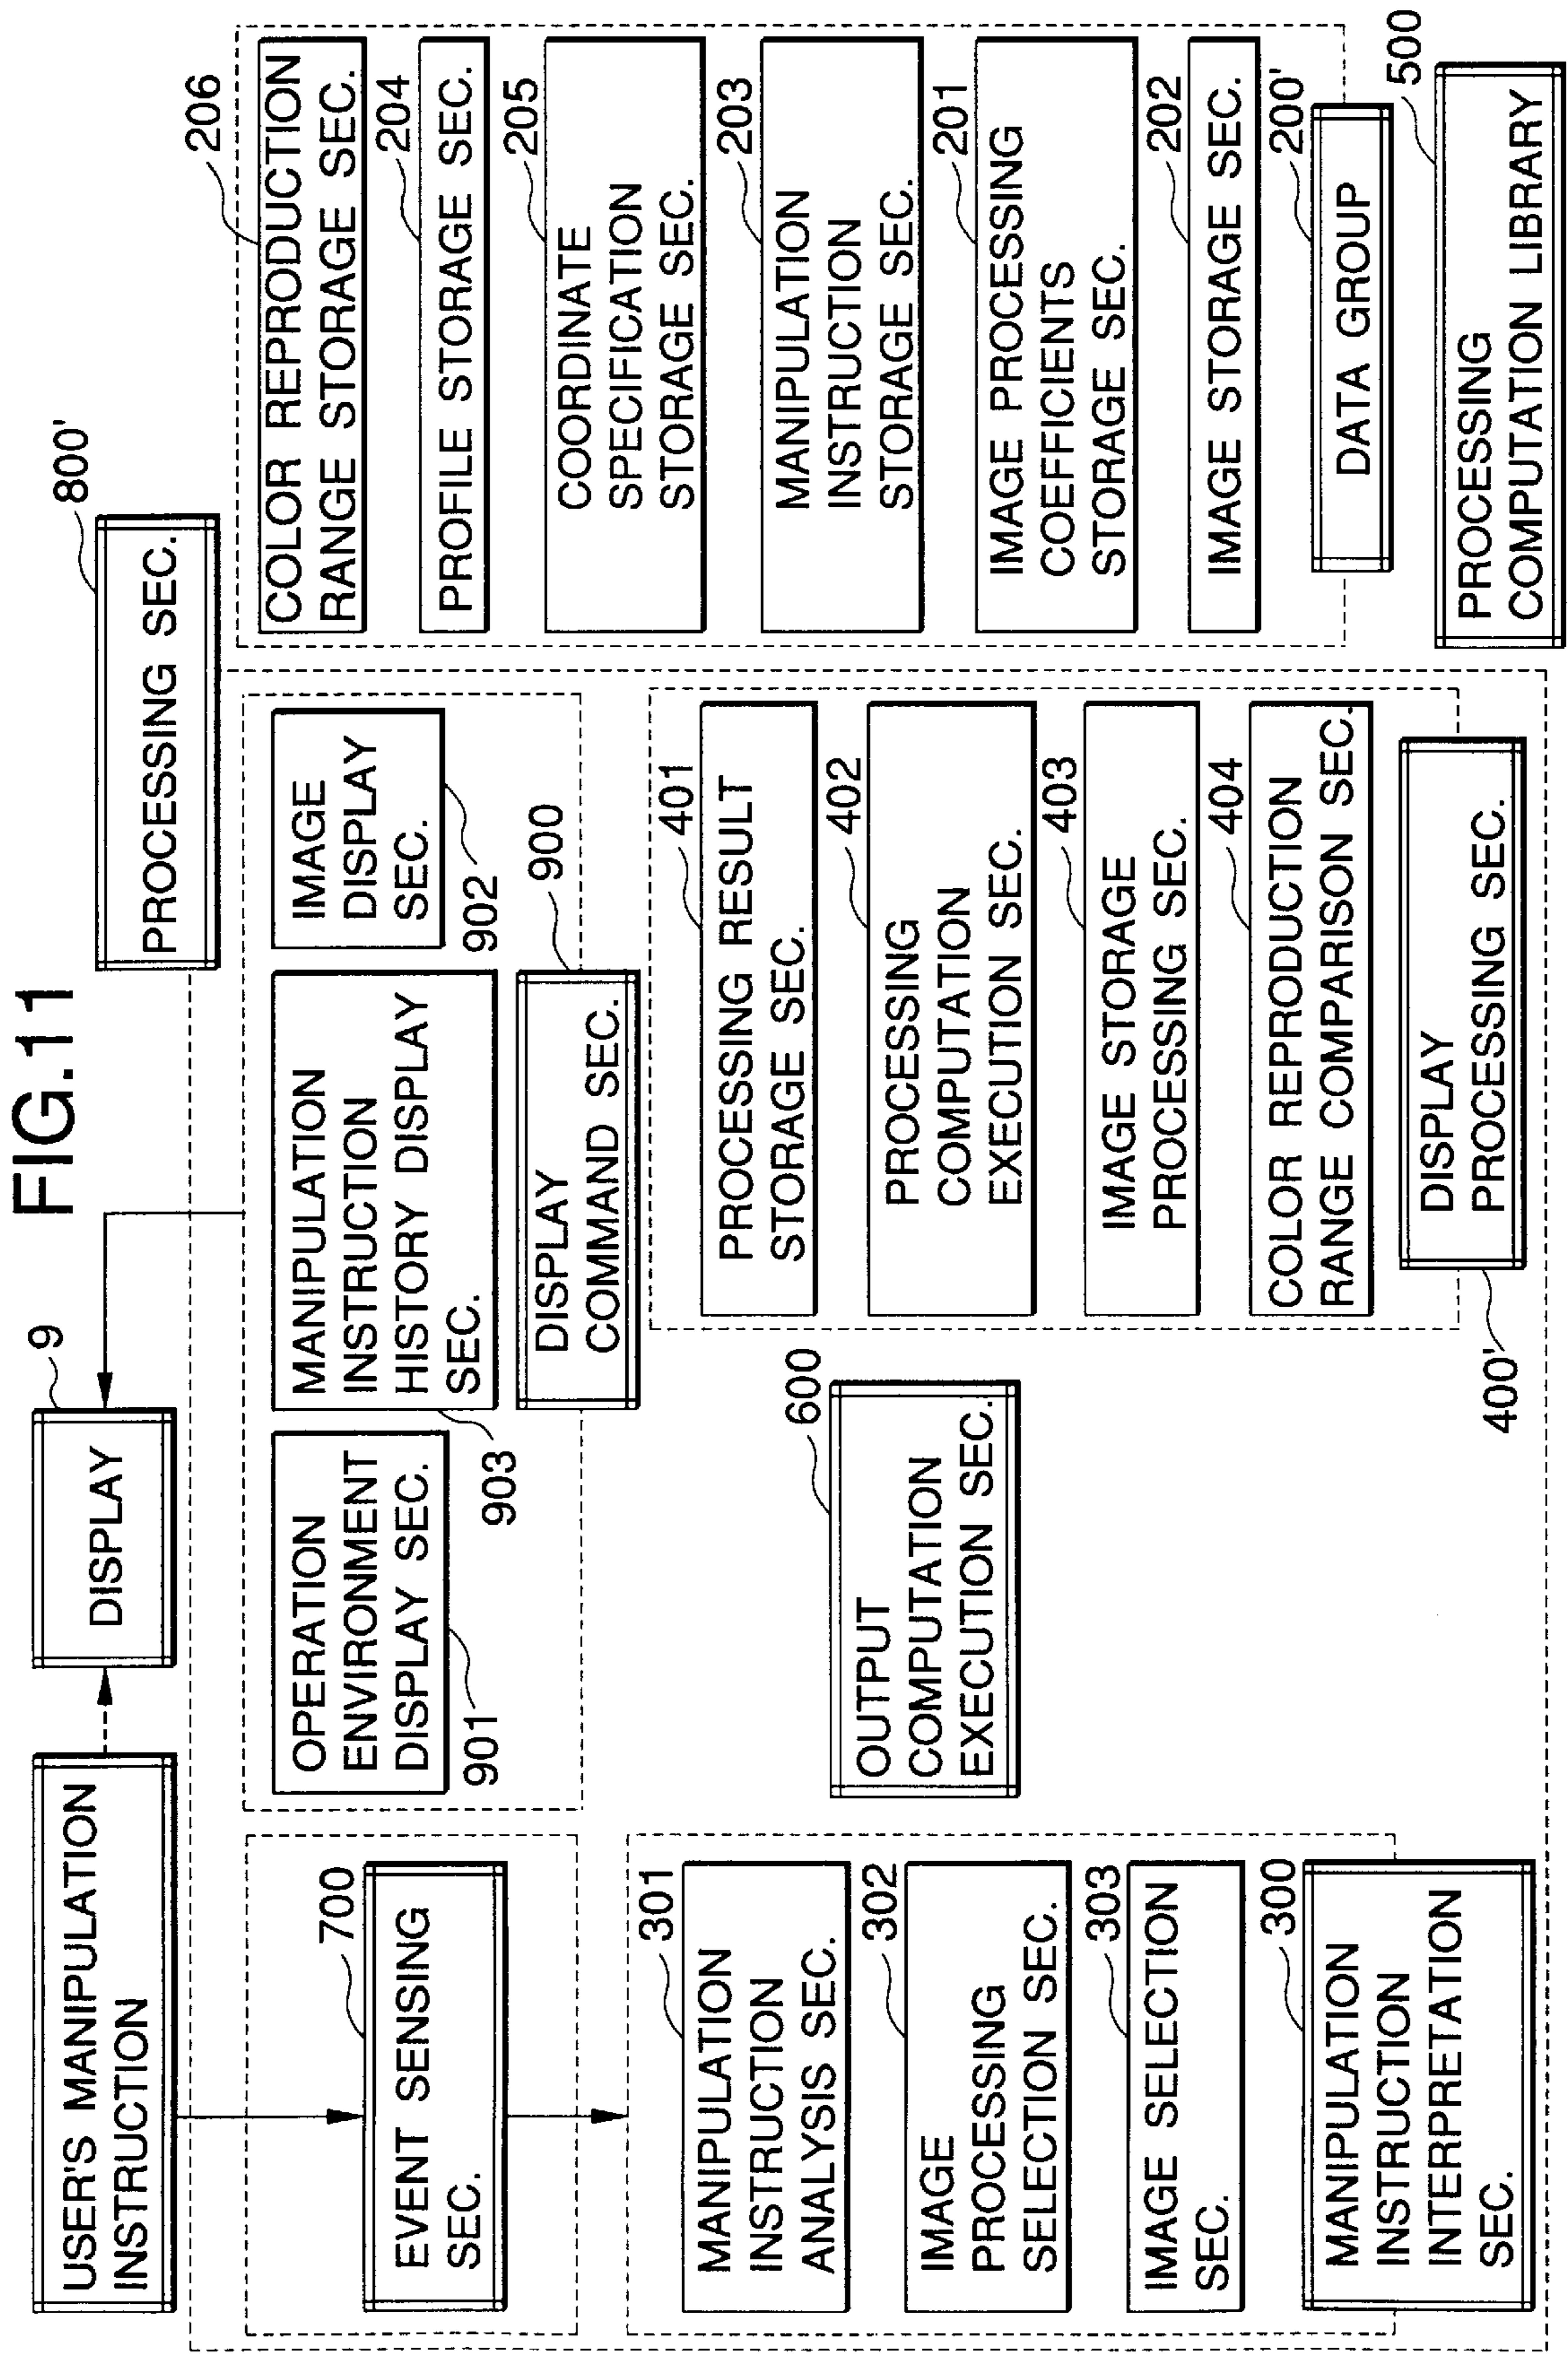 FIG.11
USER'S MANIPULATION
INSTRUCTION
DISPLAY
9
PROCESSING SEC.
800'
700
EVENT SENSING
SEC.
OPERATION
ENVIRONMENT
DISPLAY SEC.
901
MANIPULATION
INSTRUCTION
HISTORY DISPLAY
SEC.
903
IMAGE
DISPLAY
SEC.
902
DISPLAY
COMMAND SEC.
900
301
MANIPULATION
INSTRUCTION
ANALYSIS SEC.
302
IMAGE
PROCESSING
SELECTION SEC.
303
IMAGE SELECTION
SEC.
300
MANIPULATION
INSTRUCTION
INTERPRETATION
SEC.
600
OUTPUT
COMPUTATION
EXECUTION SEC.
401
PROCESSING RESULT
STORAGE SEC.
402
PROCESSING
COMPUTATION
EXECUTION SEC.
403
IMAGE STORAGE
PROCESSING SEC.
404
COLOR REPRODUCTION
RANGE COMPARISON SEC.
DISPLAY
PROCESSING SEC.
400'
206
COLOR REPRODUCTION
RANGE STORAGE SEC.
204
PROFILE STORAGE SEC.
205
COORDINATE
SPECIFICATION
STORAGE SEC.
203
MANIPULATION
INSTRUCTION
STORAGE SEC.
201
IMAGE PROCESSING
COEFFICIENTS
STORAGE SEC.
202
IMAGE STORAGE SEC.
200'
DATA GROUP
500
PROCESSING
COMPUTATION LIBRARY